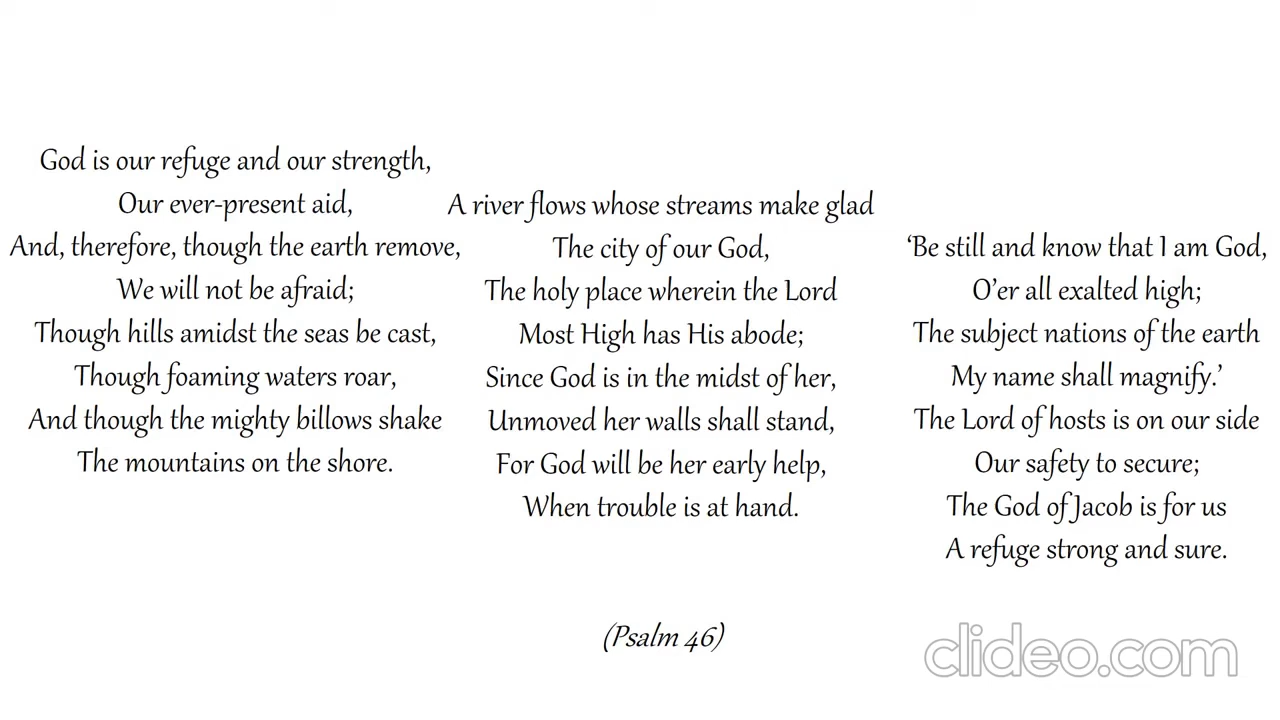 God is our refuge and our strength,
Our ever-present aid,
And, therefore, though the earth remove,
We will not be afraid;
Though hills amidst the seas be cast,
Though foaming waters roar,
And though the mighty billows shake
The mountains on the shore.
A river flows whose streams make glad
The city of our God,
The holy place wherein the Lord
Most High has His abode;
Since God is in the midst of her,
Unmoved her walls shall stand,
For God will be her early help,
When trouble is at hand.
‘Be still and know that I am God,
O’er all exalted high;
The subject nations of the earth
My name shall magnify.’
The Lord of hosts is on our side
Our safety to secure;
The God of Jacob is for us
A refuge strong and sure.
(Psalm 46)
clideo.com